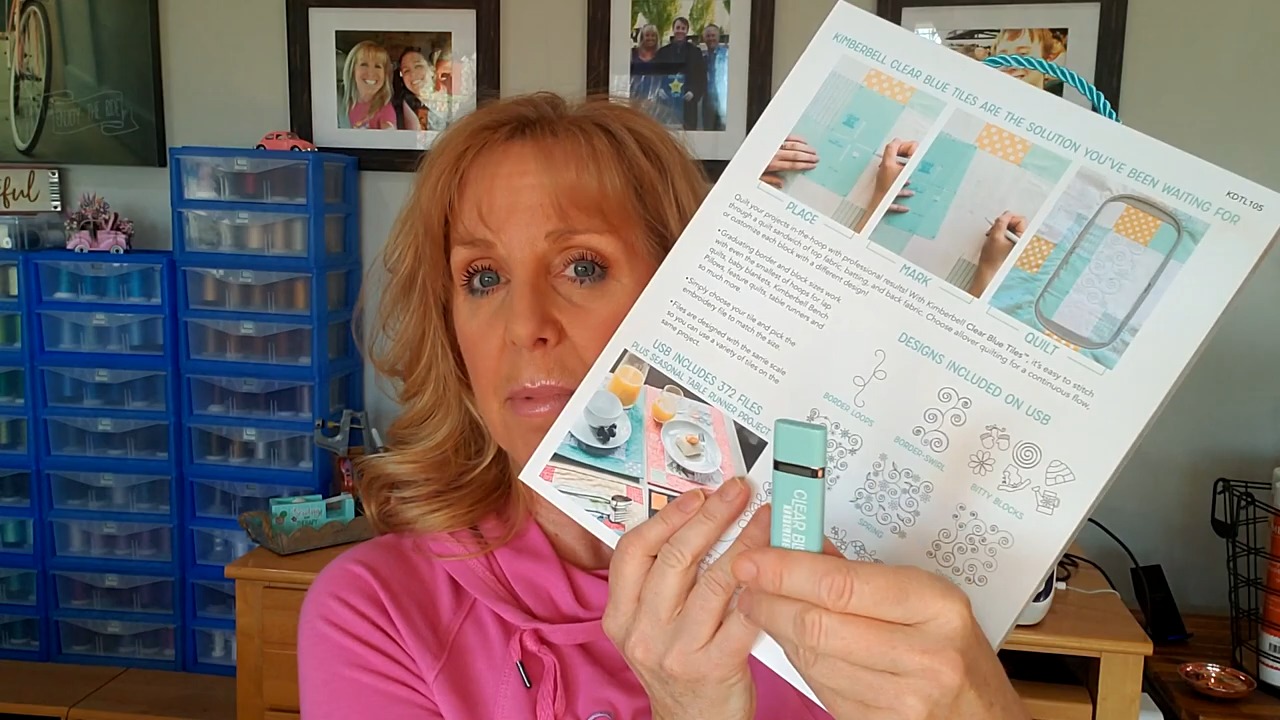 ENJOY THE RIDE
ful
KIMBERBELL CLEAR BLUE TILES ARE THE SOLUTION YOU'VE BEEN WAITING FOR
KDTL105
PLACE
MARK
QUILT
Quilt your projects in-the-hoop with professional results! With Kimberbell Clear Blue Tiles™ - it's easy to stitch
through a quilt sandwich of top fabric, batting, and back fabric. Choose allover quilting for a continuous flow,
or customize each block with a different design!
• Graduating border and block sizes work
with even the smallest of hoops for lap
quilts, baby blankets, Kimberbell Bench
Pillows, feature quilts, table runners and
so much more.
• Simply choose your tile and pick the
embroidery file to match the size.
• Files are designed with the same scale
so you can use a variety of tiles on the
same project.
USB INCLUDES 372 FILES
PLUS SEASONAL TABLE RUNNER PROJECT
DESIGNS INCLUDED ON USB
BORDER LOOPS
BORDER-SWIRL
BITTY BLOCKS
SPRING
CLEAR BL